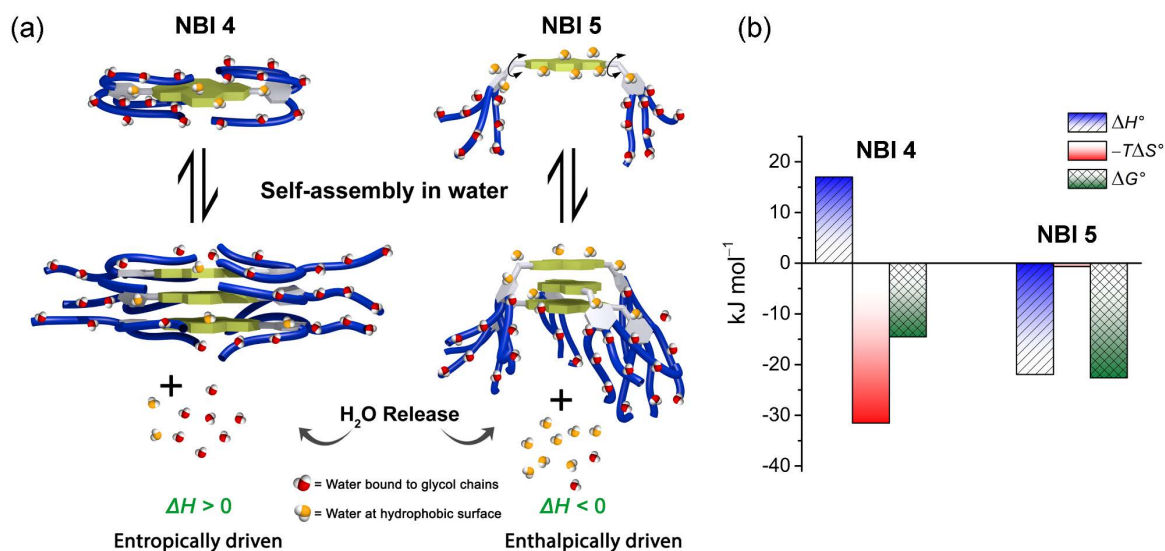 (a)
NBI 4
NBI 5
Self-assembly in water
+
+
H₂O Release
= Water bound to glycol chains
= Water at hydrophobic surface
ΔH > 0
ΔH < 0
Entropically driven
Enthalpically driven
(b)
ΔH°
−TΔS°
ΔG°
NBI 4
NBI 5
kJ mol⁻¹
20
10
0
-10
-20
-30
-40